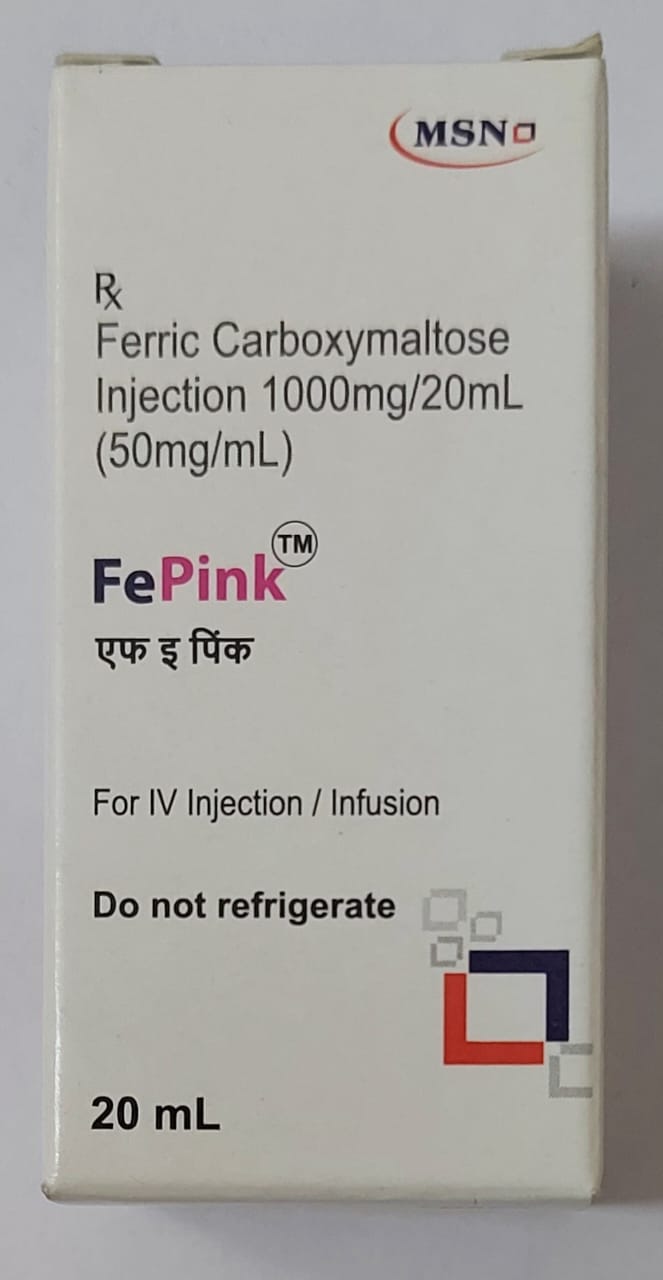 MSN
Rx
Ferric Carboxymaltose
Injection 1000mg/20mL
(50mg/mL)
FePink™
एफ इ पिंक
For IV Injection / Infusion
Do not refrigerate
20 mL